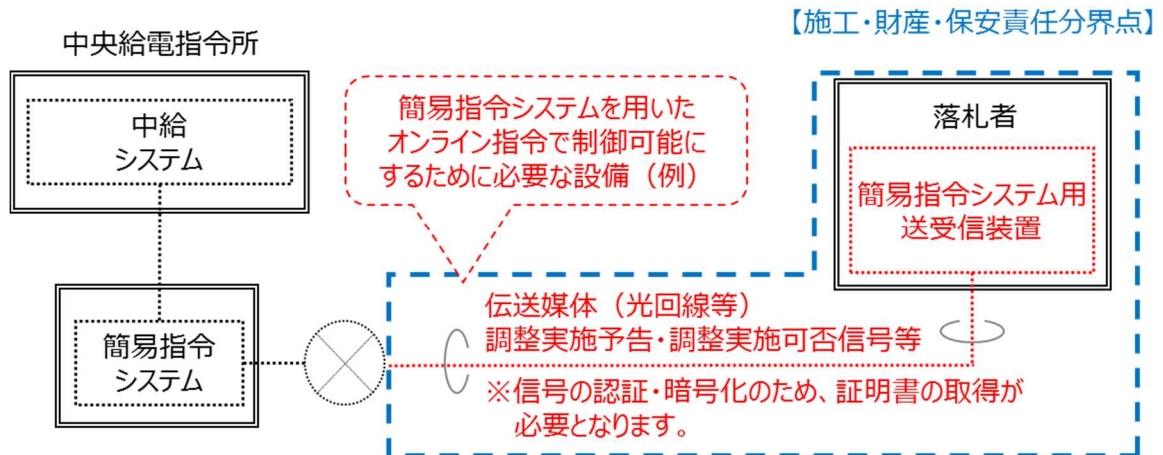 【施工・財産・保安責任分界点】
中央給電指令所
中給
システム
簡易指令システムを用いた
オンライン指令で制御可能に
するために必要な設備（例）
落札者
簡易指令システム用
送受信装置
簡易指令
システム
伝送媒体（光回線等）
調整実施予告・調整実施可否信号等
※信号の認証・暗号化のため、証明書の取得が
必要となります。